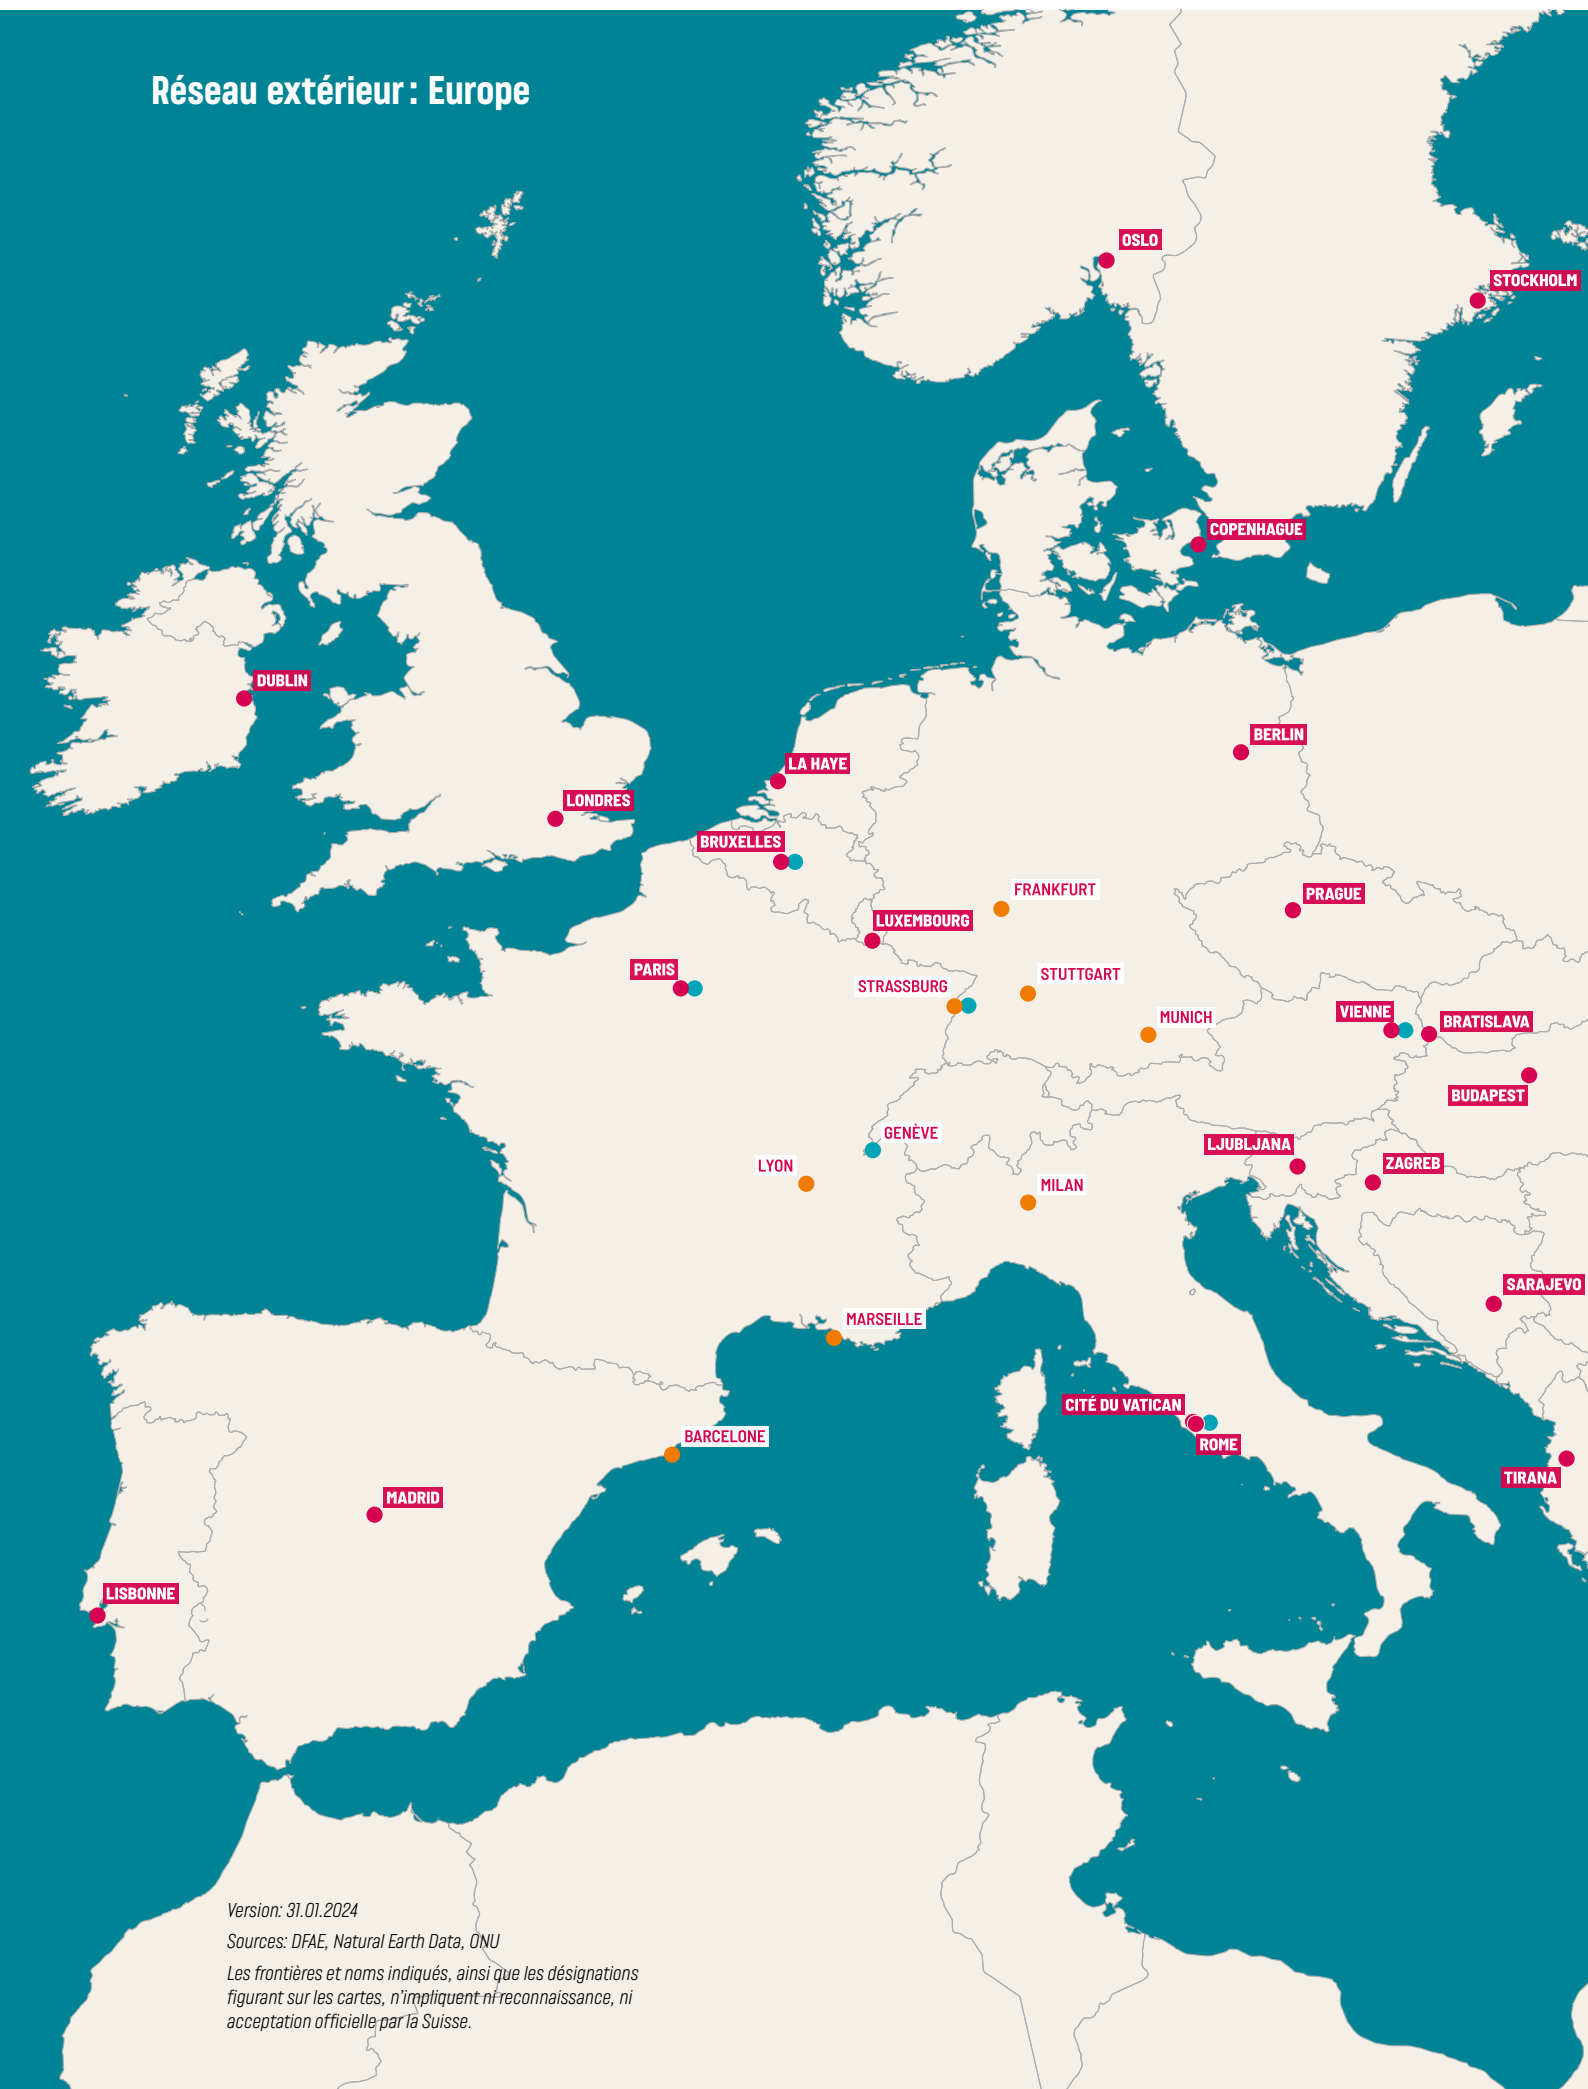 Réseau extérieur : Europe
OSLO
STOCKHOLM
COPENHAGUE
DUBLIN
BERLIN
LA HAYE
LONDRES
BRUXELLES
FRANKFURT
PRAGUE
LUXEMBOURG
PARIS
STUTTGART
STRASSBURG
VIENNE
MUNICH
BRATISLAVA
BUDAPEST
GENÈVE
LJUBLJANA
ZAGREB
LYON
MILAN
SARAJEVO
MARSEILLE
CITÉ DU VATICAN
BARCELONE
ROME
TIRANA
MADRID
LISBONNE
Version: 31.01.2024
Sources: DFAE, Natural Earth Data, ONU
Les frontières et noms indiqués, ainsi que les désignations
figurant sur les cartes, n'impliquent ni reconnaissance, ni
acceptation officielle par la Suisse.